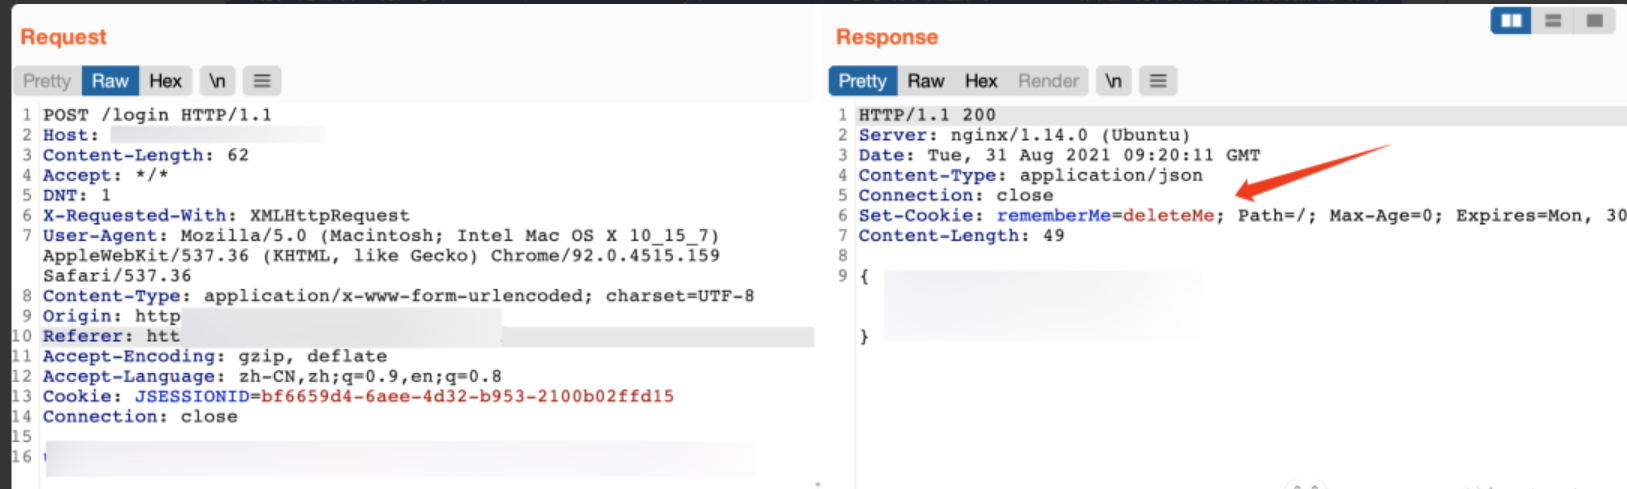 Request
Pretty Raw Hex \n
1 POST /login HTTP/1.1
2 Host:
3 Content-Length: 62
4 Accept: */*
5 DNT: 1
6 X-Requested-With: XMLHttpRequest
7 User-Agent: Mozilla/5.0 (Macintosh; Intel Mac OS X 10_15_7)
AppleWebKit/537.36 (KHTML, like Gecko) Chrome/92.0.4515.159
Safari/537.36
8 Content-Type: application/x-www-form-urlencoded; charset=UTF-8
9 Origin: http
10 Referer: htt
11 Accept-Encoding: gzip, deflate
12 Accept-Language: zh-CN,zh;q=0.9,en;q=0.8
13 Cookie: JSESSIONID=bf6659d4-6aee-4d32-b953-2100b02ffd15
14 Connection: close
15
16
Response
Pretty Raw Hex Render \n
1 HTTP/1.1 200
2 Server: nginx/1.14.0 (Ubuntu)
3 Date: Tue, 31 Aug 2021 09:20:11 GMT
4 Content-Type: application/json
5 Connection: close
6 Set-Cookie: rememberMe=deleteMe; Path=/; Max-Age=0; Expires=Mon, 30
7 Content-Length: 49
8
9 {
}